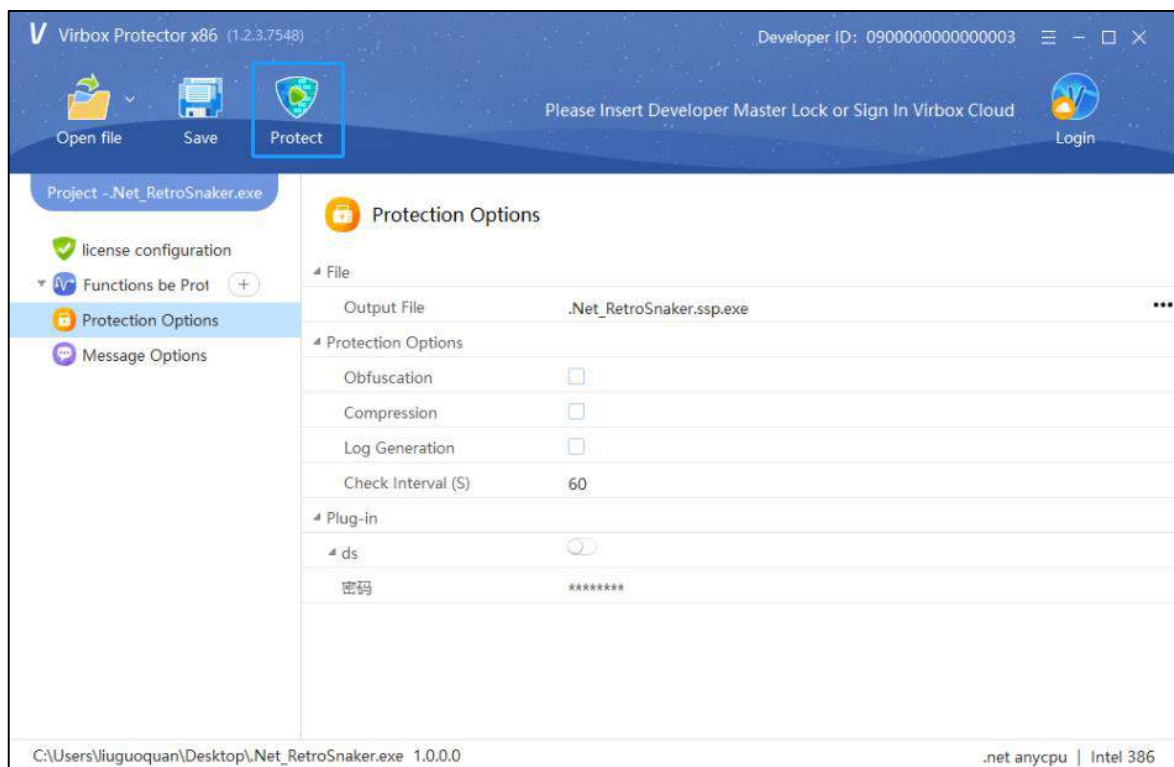 V Virbox Protector x86 (1.2.3.7548)
Developer ID: 0900000000000003
Open file
Save
Protect
Please Insert Developer Master Lock or Sign In Virbox Cloud
Login
Project -.Net_RetroSnaker.exe
license configuration
Functions be Prot
Protection Options
Message Options
Protection Options
File
Output File .Net_RetroSnaker.ssp.exe •••
Protection Options
Obfuscation
Compression
Log Generation
Check Interval (S) 60
Plug-in
ds
密码 ********
C:\Users\liuguoquan\Desktop\.Net_RetroSnaker.exe 1.0.0.0
.net anycpu | Intel 386